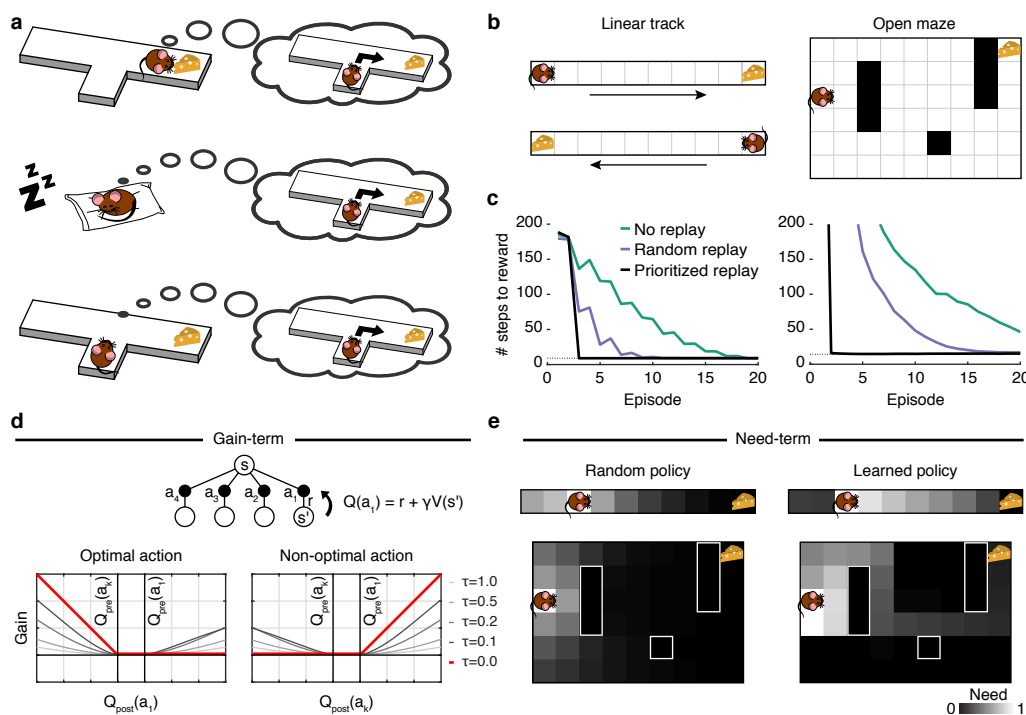 a
z
z
Z
z
b
Linear track
Open maze
c
# steps to reward
200
150
100
50
0
No replay
Random replay
Prioritized replay
0 5 10 15 20
Episode
200
150
100
50
0
0 5 10 15 20
Episode
d
Gain-term
s
a4 a3 a2 a1 r
s'
Q(a1) = r + γV(s')
Optimal action
Non-optimal action
Gain
Qpre(ak)
Qpre(a1)
Qpre(ak)
Qpre(a1)
τ=1.0
τ=0.5
τ=0.2
τ=0.1
τ=0.0
Qpost(a1)
Qpost(ak)
e
Need-term
Random policy
Learned policy
Need
0 1